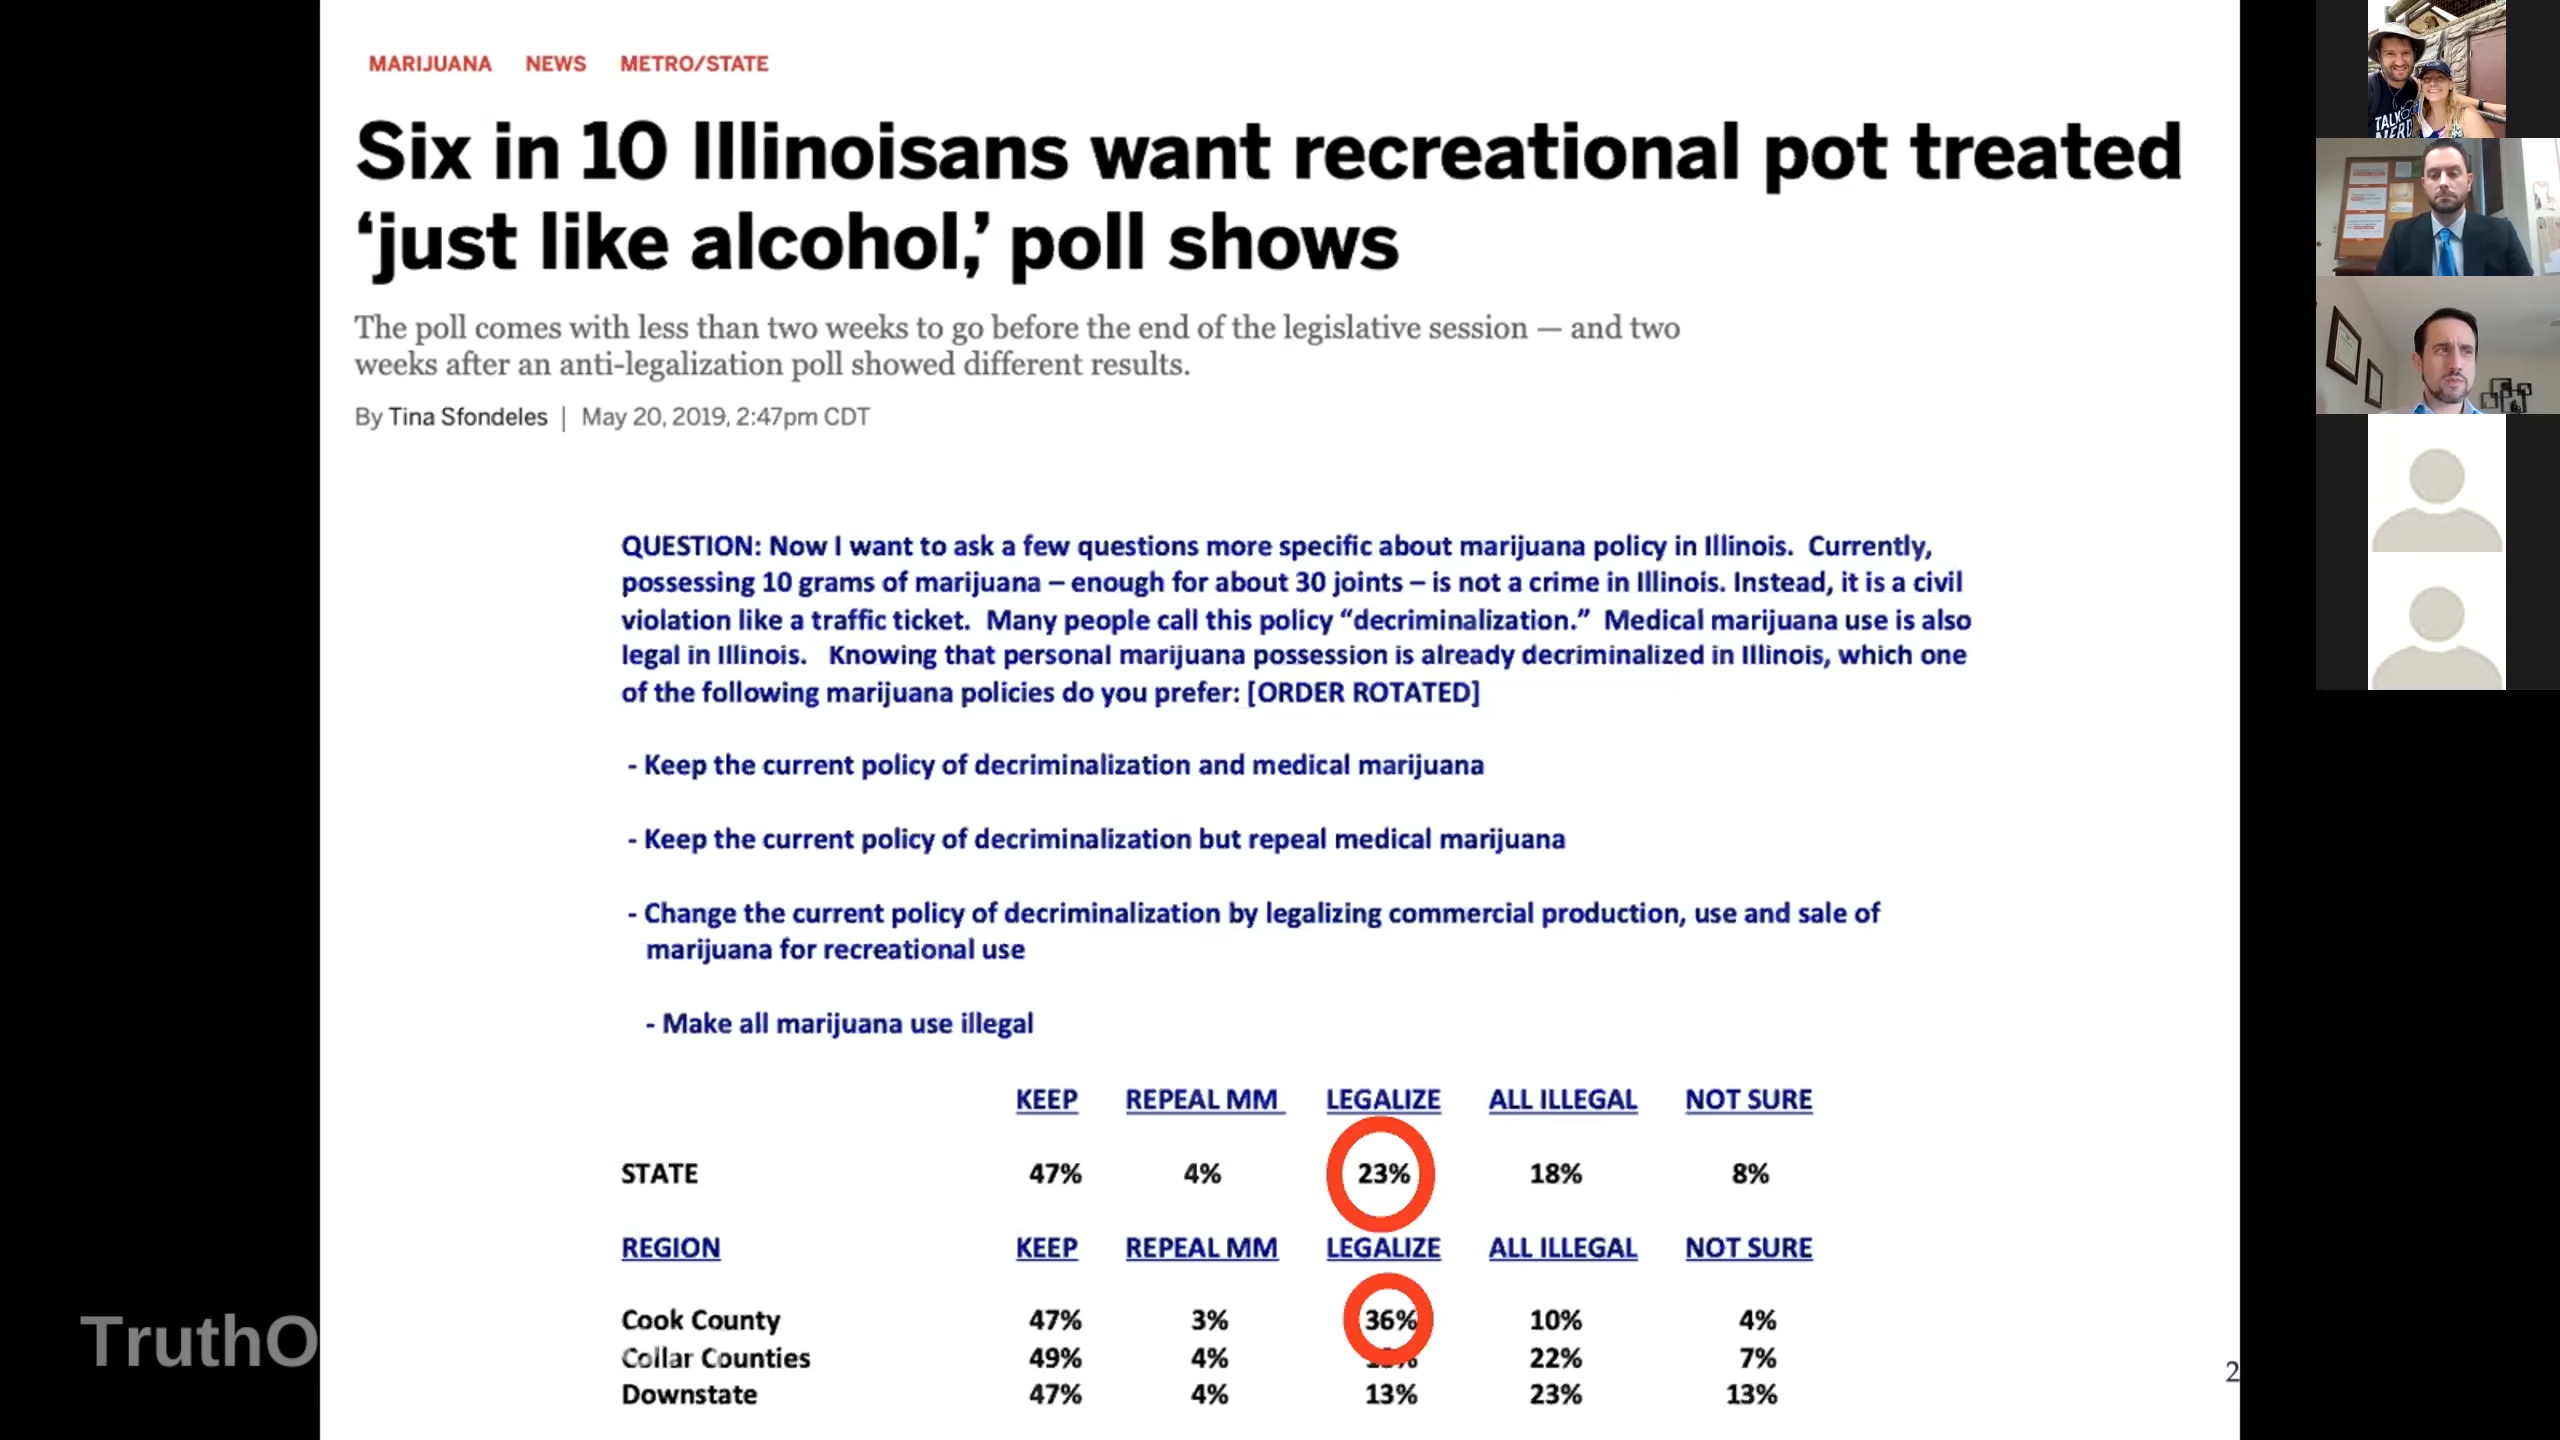 MARIJUANA NEWS METRO/STATE
Six in 10 Illinoisans want recreational pot treated
‘just like alcohol,’ poll shows
The poll comes with less than two weeks to go before the end of the legislative session — and two
weeks after an anti-legalization poll showed different results.
By Tina Sfondeles | May 20, 2019, 2:47pm CDT
QUESTION: Now I want to ask a few questions more specific about marijuana policy in Illinois. Currently,
possessing 10 grams of marijuana – enough for about 30 joints – is not a crime in Illinois. Instead, it is a civil
violation like a traffic ticket. Many people call this policy “decriminalization.” Medical marijuana use is also
legal in Illinois. Knowing that personal marijuana possession is already decriminalized in Illinois, which one
of the following marijuana policies do you prefer: [ORDER ROTATED]
- Keep the current policy of decriminalization and medical marijuana
- Keep the current policy of decriminalization but repeal medical marijuana
- Change the current policy of decriminalization by legalizing commercial production, use and sale of
marijuana for recreational use
- Make all marijuana use illegal
KEEP REPEAL MM LEGALIZE ALL ILLEGAL NOT SURE
STATE 47% 4% 23% 18% 8%
REGION KEEP REPEAL MM LEGALIZE ALL ILLEGAL NOT SURE
Cook County 47% 3% 36% 10% 4%
Collar Counties 49% 4% 22% 7%
Downstate 47% 4% 13% 23% 13%
2
TruthO
TALK
NERD